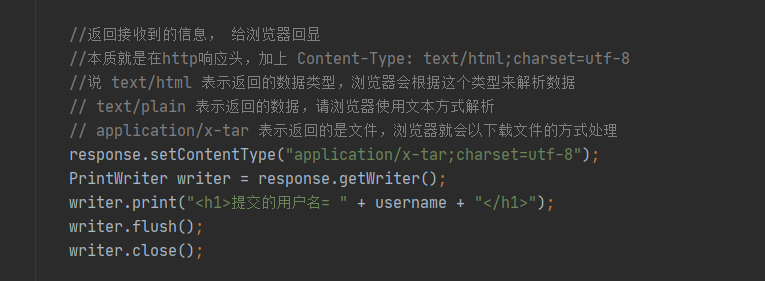 //返回接收到的信息， 给浏览器回显
//本质就是在http响应头，加上 Content-Type: text/html;charset=utf-8
//说 text/html 表示返回的数据类型，浏览器会根据这个类型来解析数据
// text/plain 表示返回的数据，请浏览器使用文本方式解析
// application/x-tar 表示返回的是文件，浏览器就会以下载文件的方式处理
response.setContentType("application/x-tar;charset=utf-8");
PrintWriter writer = response.getWriter();
writer.print("<h1>提交的用户名= " + username + "</h1>");
writer.flush();
writer.close();